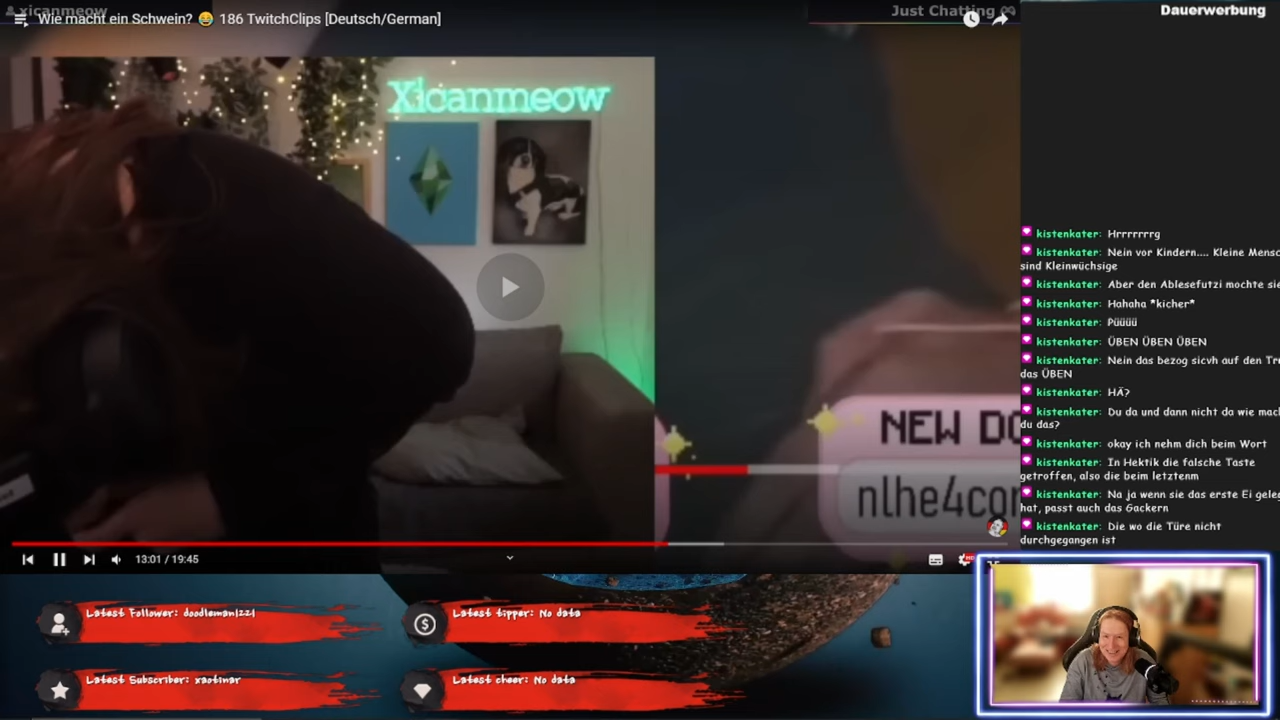 xicanmeow
Wie macht ein Schwein? 😂 186 TwitchClips [Deutsch/German]
Just Chatting
Dauerwerbung
Xicanmeow
NEW DO
nlhe4con
13:01 / 19:45
kistenkater: Hrrrrrrrg
kistenkater: Nein vor Kindern.... Kleine Mensc
sind Kleinwüchsige
kistenkater: Aber den Ablesefutzi mochte sie
kistenkater: Hahaha *kicher*
kistenkater: Püüüü
kistenkater: ÜBEN ÜBEN ÜBEN
kistenkater: Nein das bezog sicvh auf den Tr
das ÜBEN
kistenkater: HÄ?
kistenkater: Du da und dann nicht da wie mac
du das?
kistenkater: okay ich nehm dich beim Wort
kistenkater: In Hektik die falsche Taste
getroffen, also die beim letztenm
kistenkater: Na ja wenn sie das erste Ei geleg
hat, passt auch das Gackern
kistenkater: Die wo die Türe nicht
durchgegangen ist
Latest Follower: doodleman1221
Latest tipper: No data
Latest Subscriber: xaotinar
Latest cheer: No data